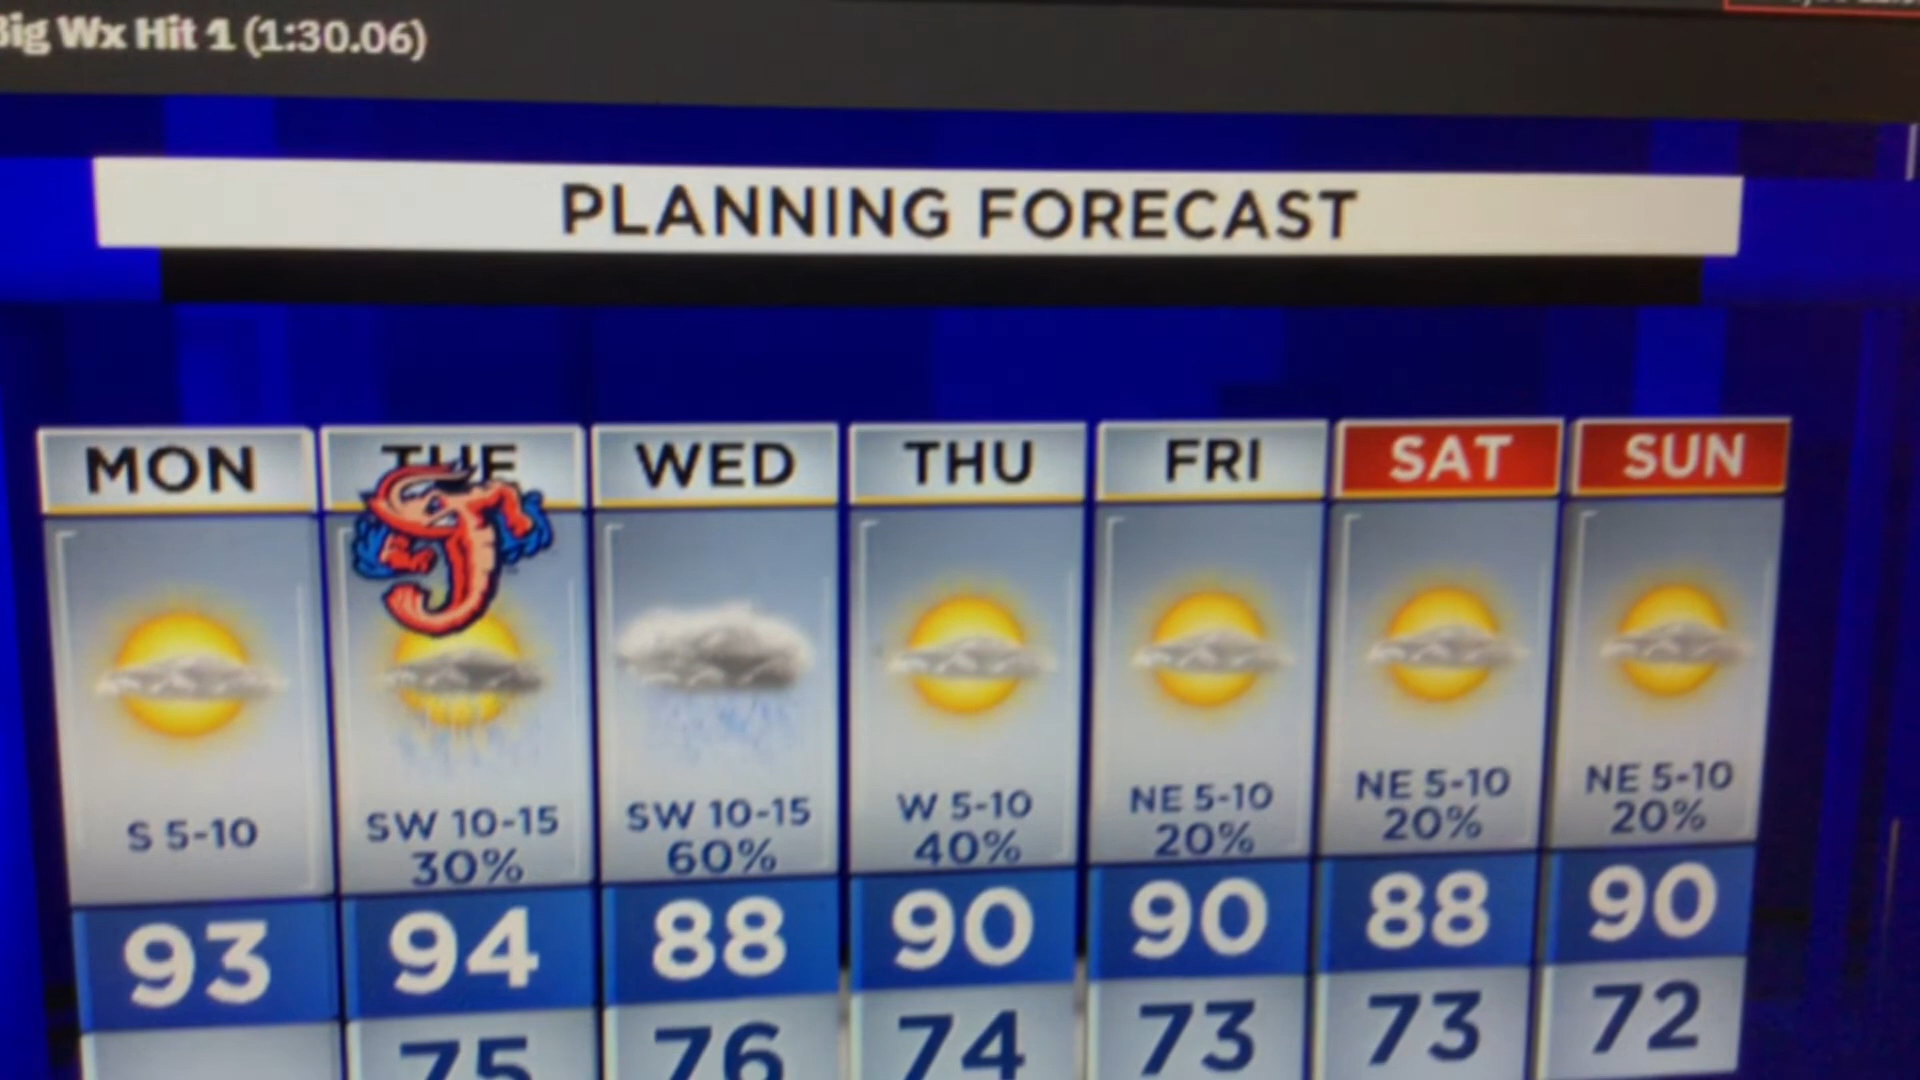 Big Wx Hit 1 (1:30.06)
PLANNING FORECAST
MON TUE WED THU FRI SAT SUN
S 5-10 SW 10-15 SW 10-15 W 5-10 NE 5-10 NE 5-10 NE 5-10
30% 60% 40% 20% 20% 20%
93 94 88 90 90 88 90
75 76 74 73 73 72